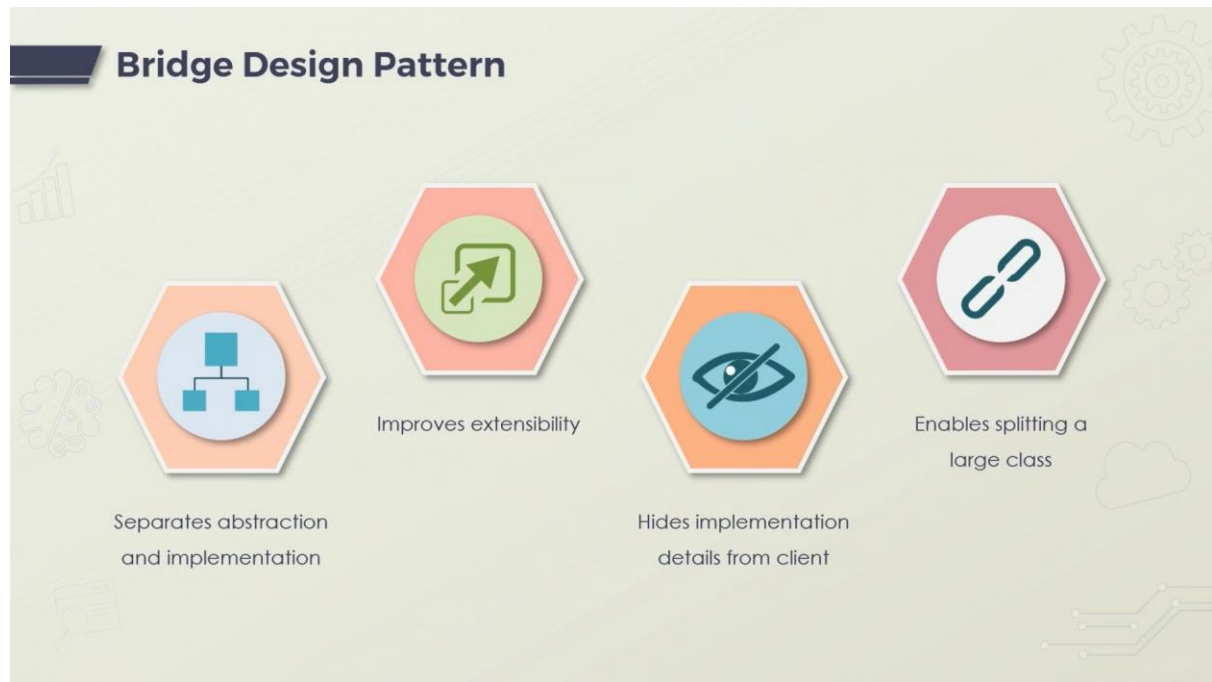 Bridge Design Pattern
Separates abstraction
and implementation
Improves extensibility
Hides implementation
details from client
Enables splitting a
large class